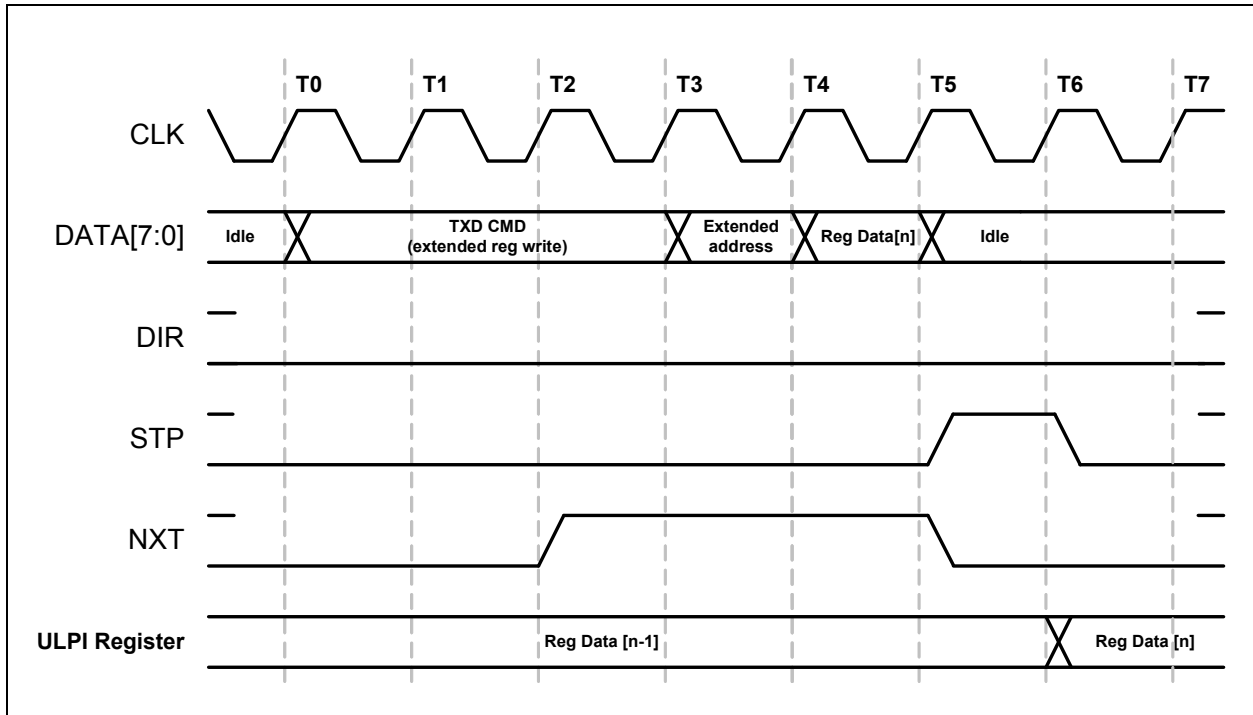 T0 T1 T2 T3 T4 T5 T6 T7
CLK
DATA[7:0] Idle TXD CMD Extended Reg Data[n] Idle
(extended reg write) address
DIR
STP
NXT
ULPI Register Reg Data [n-1] Reg Data [n]